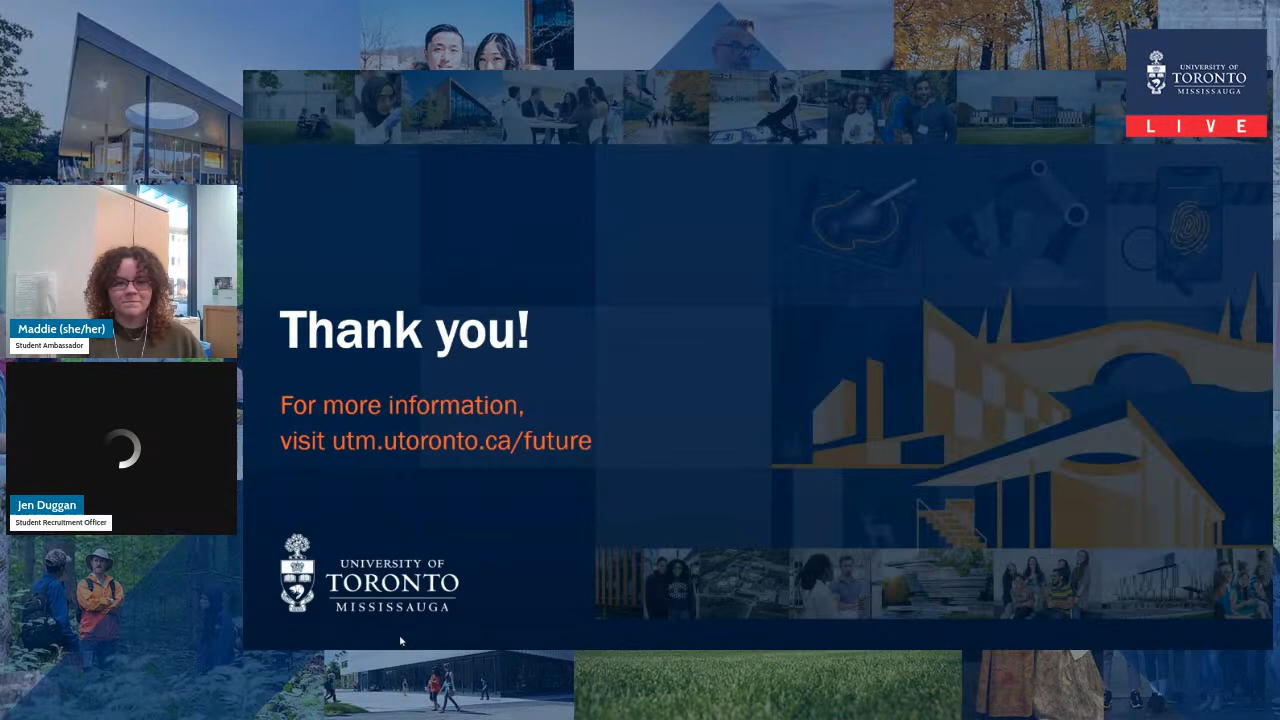 UNIVERSITY OF
TORONTO
MISSISSAUGA
LIVE
Maddie (she/her)
Student Ambassador
Jen Duggan
Student Recruitment Officer
Thank you!
For more information,
visit utm.utoronto.ca/future
UNIVERSITY OF
TORONTO
MISSISSAUGA